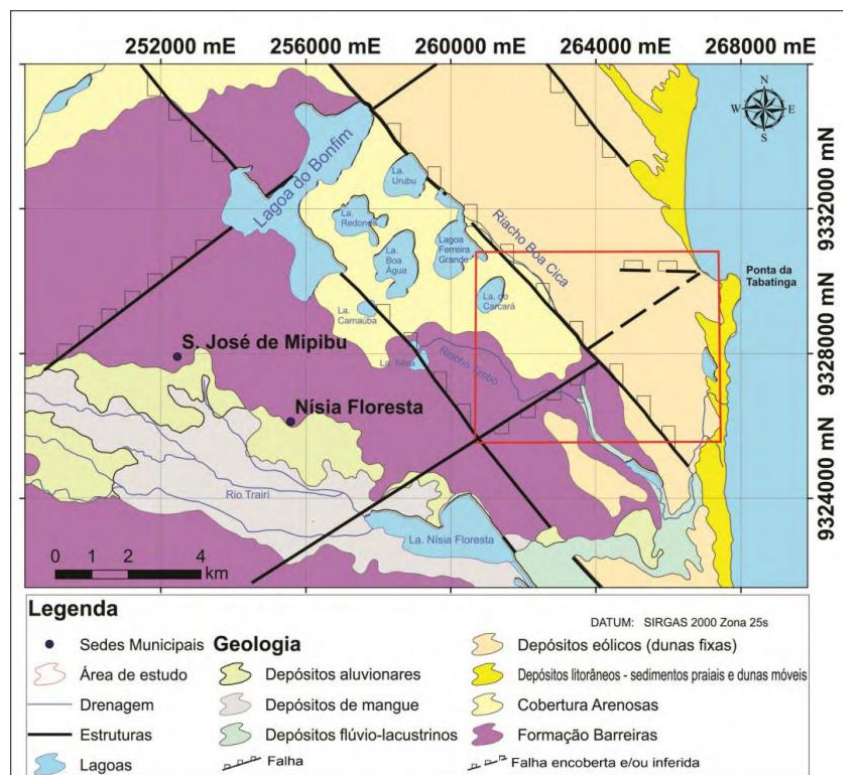 252000 mE 256000 mE 260000 mE 264000 mE 268000 mE
N
W E
S
9332000 mN
9328000 mN
9324000 mN
Lagoa do Bonfim
La.
Urubu
La.
Redonda
La.
Boa
Água
Lagoa
Ferreira
Grande
Riacho Boa Cica
La. do
Carcará
Ponta da
Tabatinga
La.
Carnaúba
S. José de Mipibu
Riacho
Nísia Floresta
Rio Trairí
La. Nísia Floresta
0 1 2 4
km
Legenda
DATUM: SIRGAS 2000 Zona 25s
Sedes Municipais
Área de estudo
Drenagem
Estruturas
Lagoas
Geologia
Depósitos aluvionares
Depósitos de mangue
Depósitos flúvio-lacustrinos
Falha
Depósitos eólicos (dunas fixas)
Depósitos litorâneos - sedimentos praiais e dunas móveis
Cobertura Arenosas
Formação Barreiras
Falha encoberta e/ou inferida